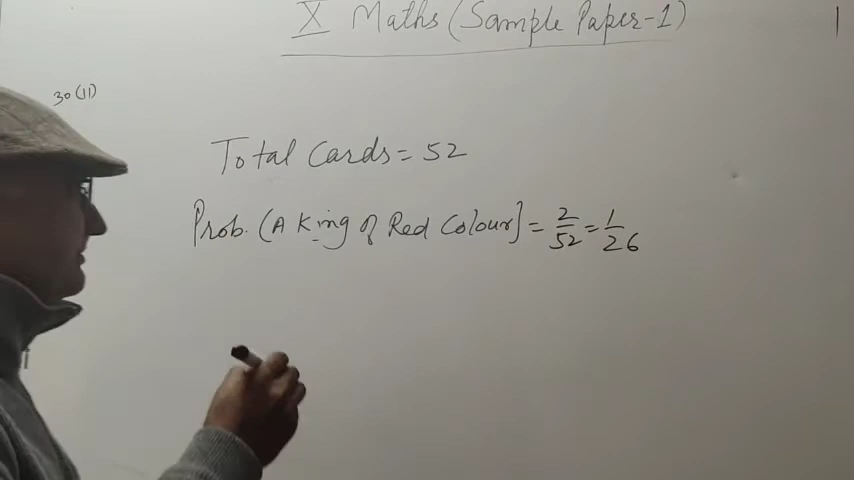 X Maths (Sample Paper-1)
30(II)
Total Cards = 52
Prob. (A King of Red Colour] = 2/52 = 1/26